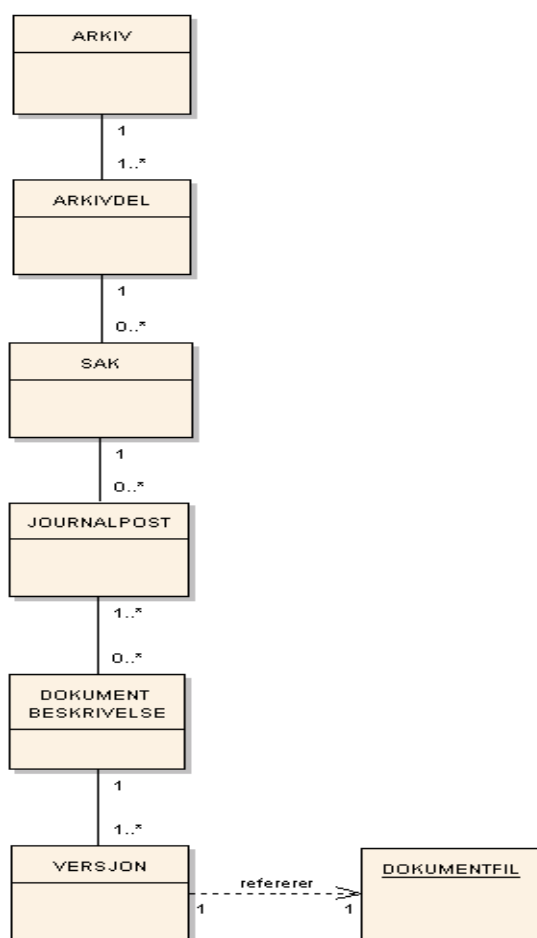 ARKIV
1
1..*
ARKIVDEL
1
0..*
SAK
1
0..*
JOURNALPOST
1..*
0..*
DOKUMENT
BESKRIVELSE
1
1..*
VERSJON
refererer
1
1
DOKUMENTFIL